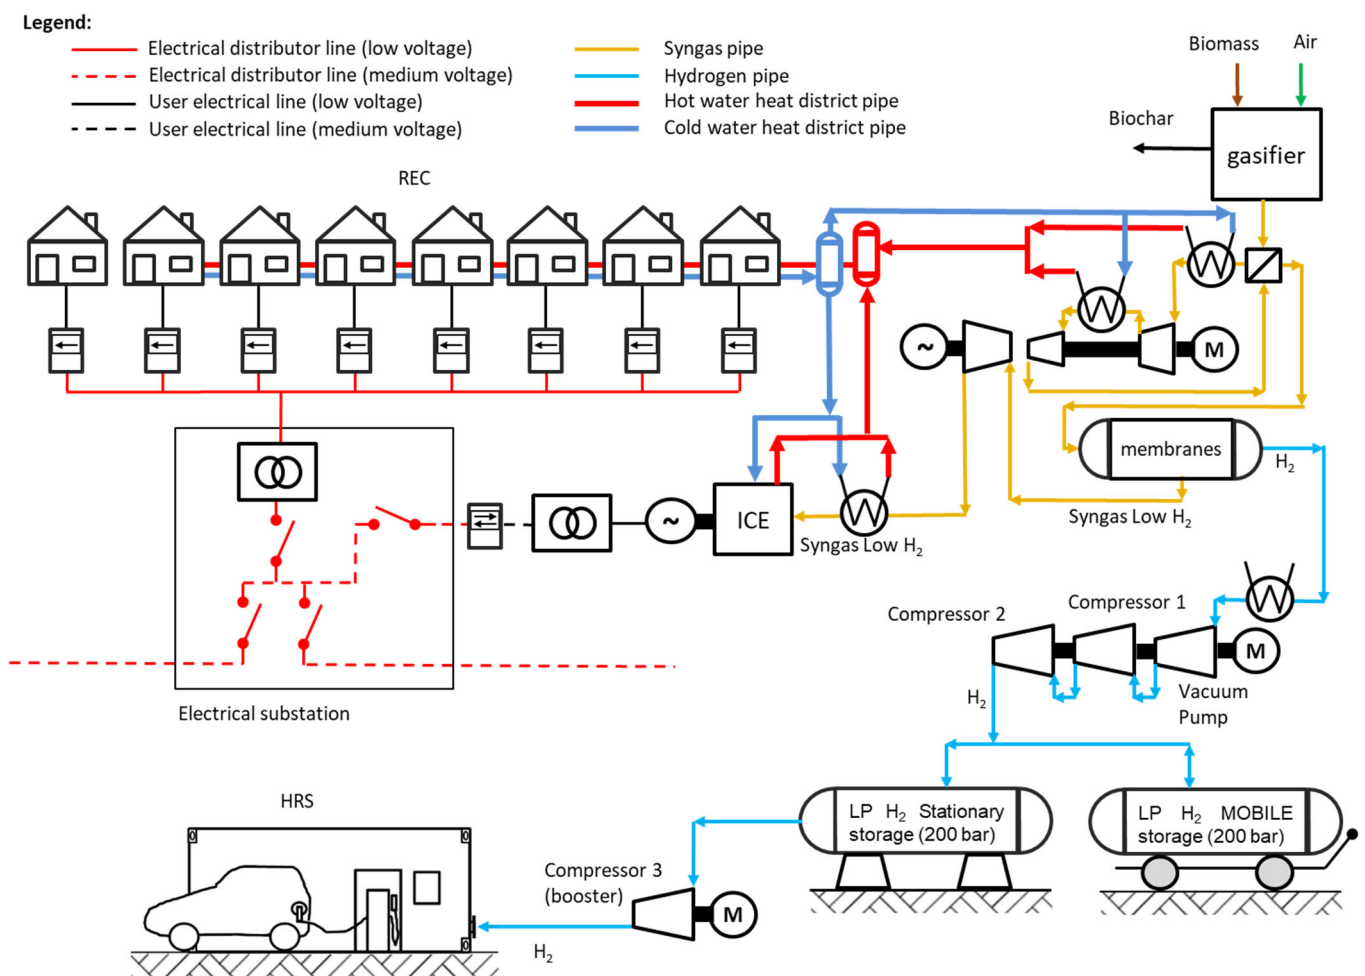 Legend:
Electrical distributor line (low voltage)
Electrical distributor line (medium voltage)
User electrical line (low voltage)
User electrical line (medium voltage)
Syngas pipe
Hydrogen pipe
Hot water heat district pipe
Cold water heat district pipe
Biomass
Air
Biochar
gasifier
REC
~
M
membranes
H₂
Syngas Low H₂
~
ICE
Syngas Low H₂
Compressor 2
Compressor 1
M
Vacuum
Pump
H₂
Electrical substation
LP H₂ Stationary
storage (200 bar)
LP H₂ MOBILE
storage (200 bar)
HRS
Compressor 3
(booster)
M
H₂